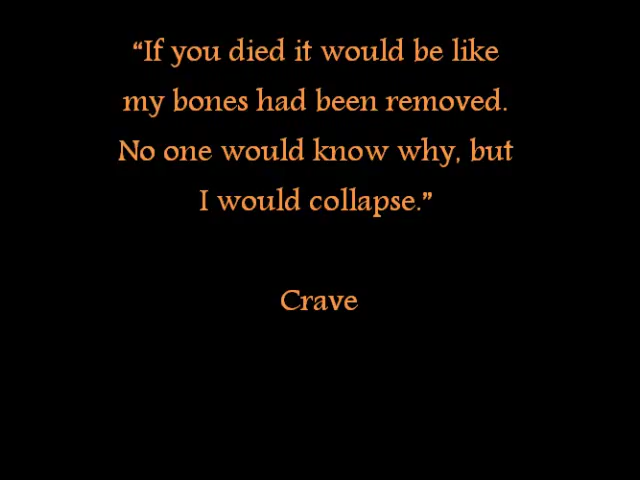 “If you died it would be like
my bones had been removed.
No one would know why, but
I would collapse.”
Crave